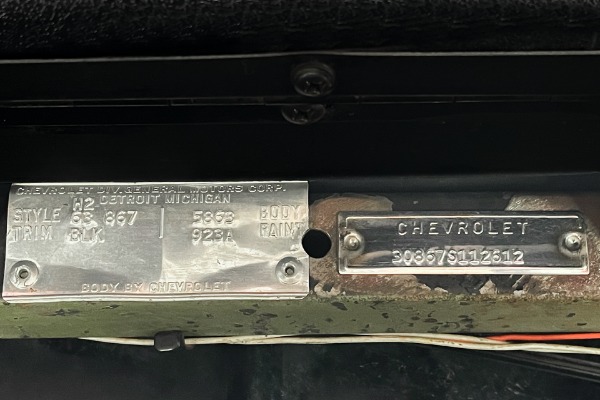 CHEVROLET DIV. GENERAL MOTORS CORP.
DETROIT MICHIGAN
W2
STYLE 63 867 5863 BODY
TRIM BLK 923A PAINT
BODY BY CHEVROLET
CHEVROLET
30867S112612